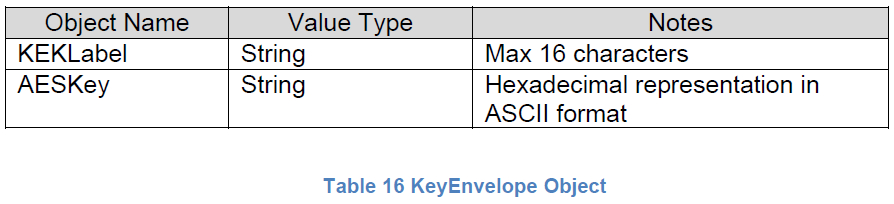 Object Name Value Type Notes
KEKLabel String Max 16 characters
AESKey String Hexadecimal representation in
ASCII format
Table 16 KeyEnvelope Object